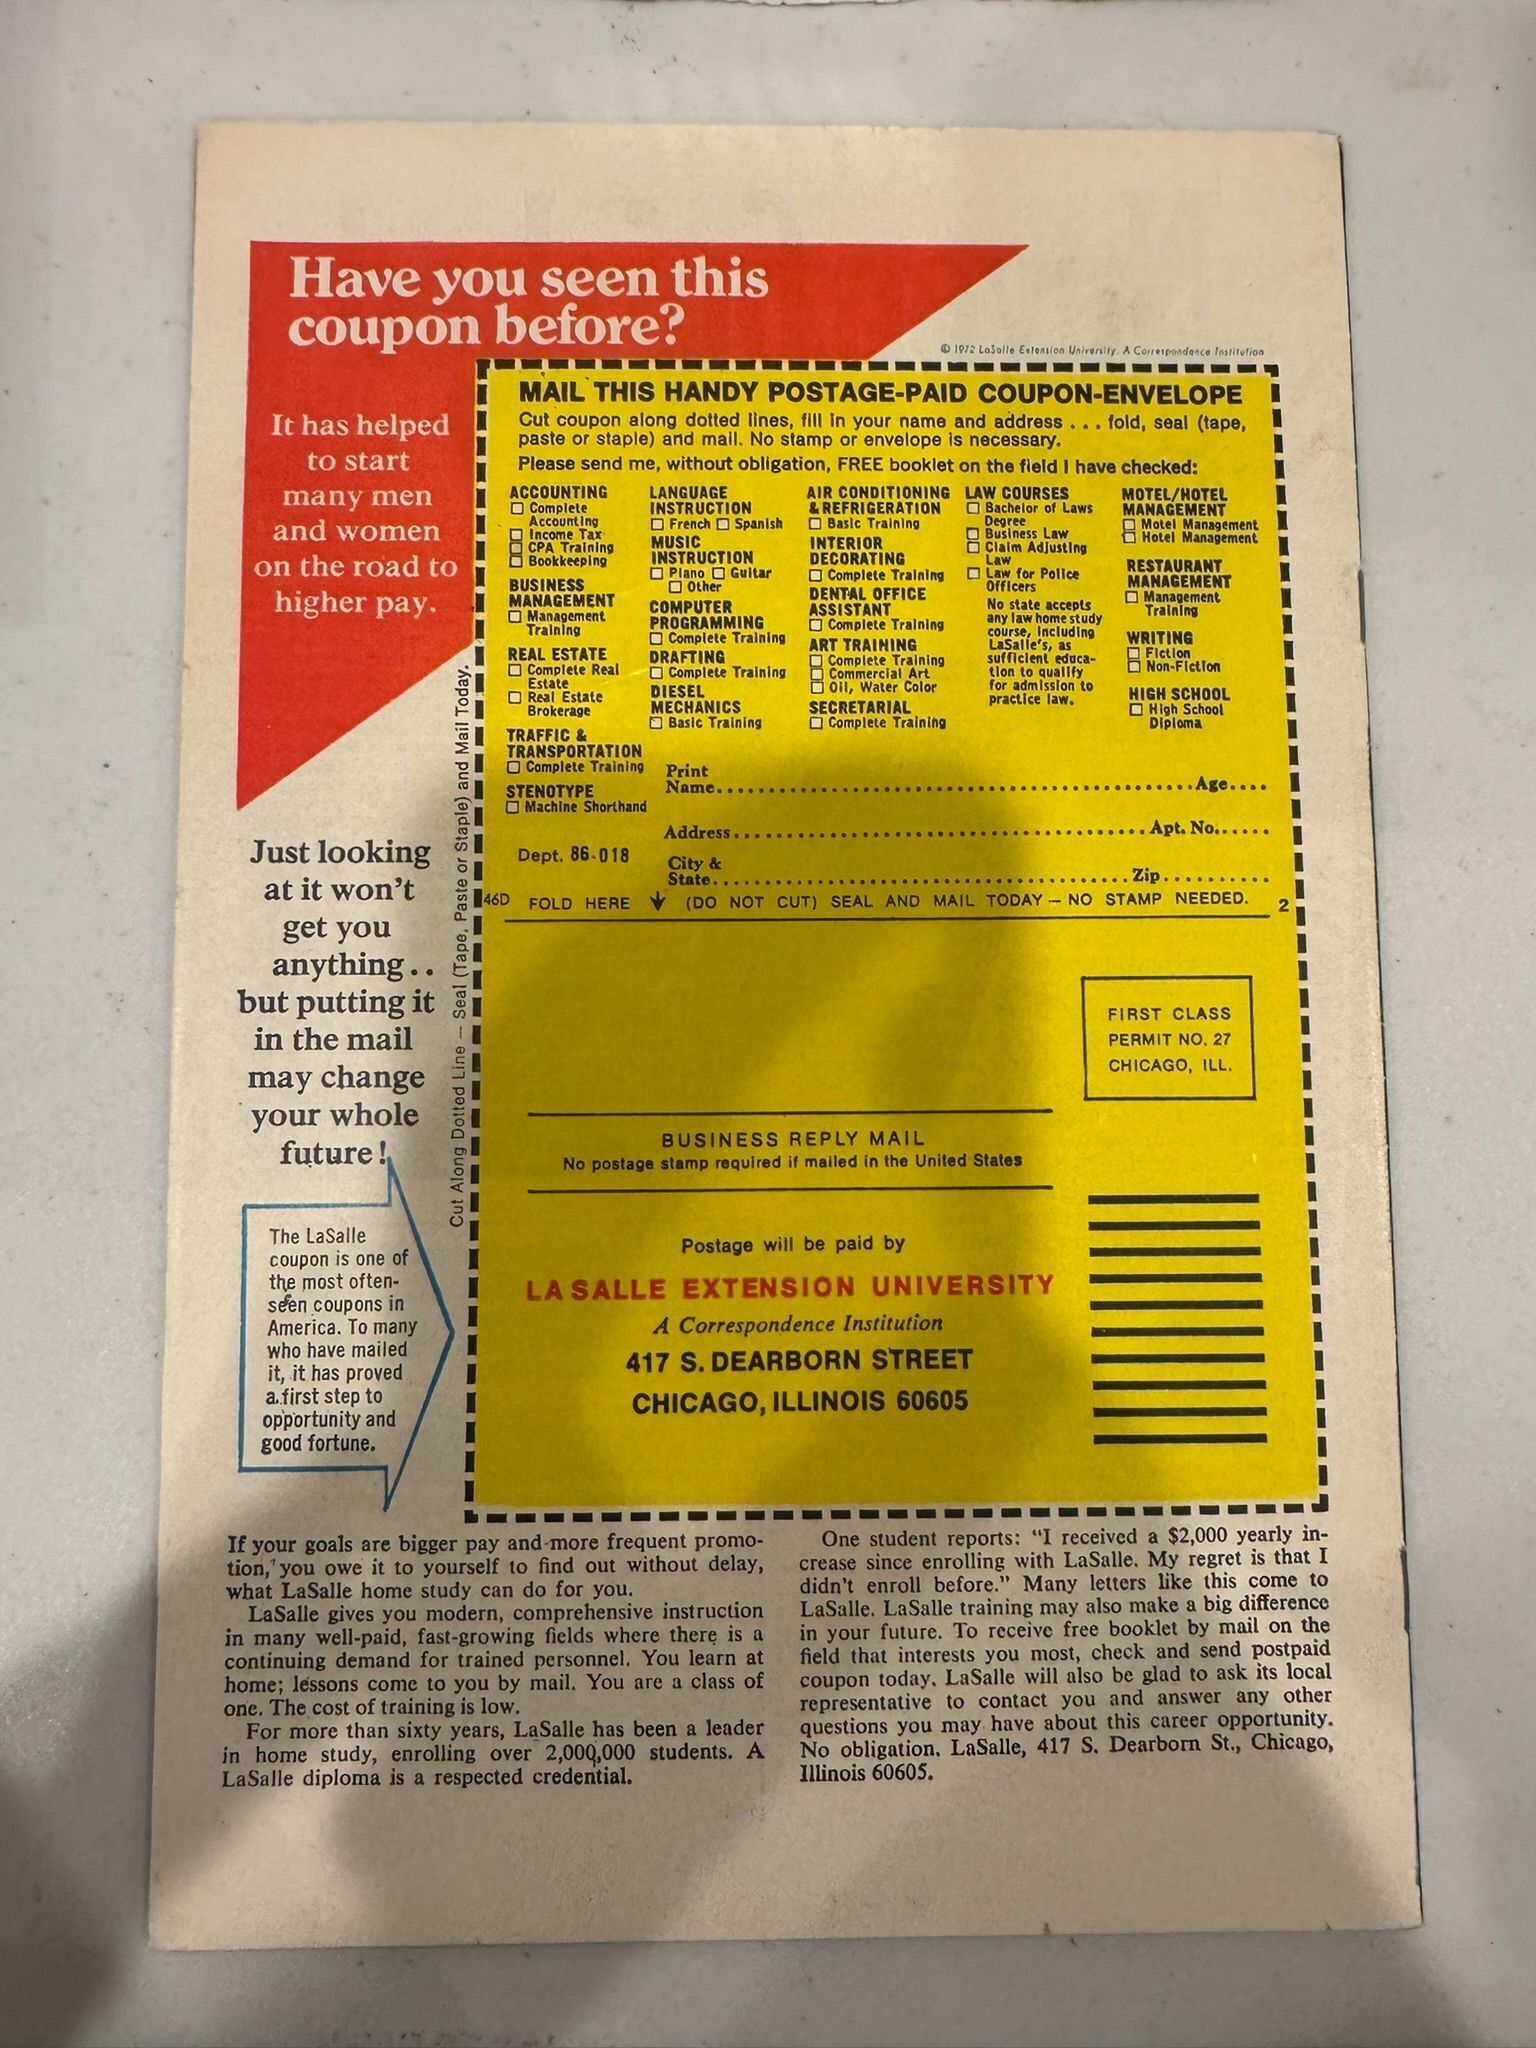 Have you seen this
coupon before?
It has helped
to start
many men
and women
on the road to
higher pay.
© 1972 LaSalle Extension University. A Correspondence Institution
MAIL THIS HANDY POSTAGE-PAID COUPON-ENVELOPE
Cut coupon along dotted lines, fill in your name and address . . . fold, seal (tape,
paste or staple) and mail. No stamp or envelope is necessary.
Please send me, without obligation, FREE booklet on the field I have checked:
ACCOUNTING
☐ Complete
Accounting
☐ Income Tax
☐ CPA Training
☐ Bookkeeping
BUSINESS
MANAGEMENT
☐ Management
Training
REAL ESTATE
☐ Complete Real
Estate
☐ Real Estate
Brokerage
TRAFFIC &
TRANSPORTATION
☐ Complete Training
STENOTYPE
☐ Machine Shorthand
LANGUAGE
INSTRUCTION
☐ French ☐ Spanish
MUSIC
INSTRUCTION
☐ Piano ☐ Guitar
☐ Other
COMPUTER
PROGRAMMING
☐ Complete Training
DRAFTING
☐ Complete Training
DIESEL
MECHANICS
☐ Basic Training
AIR CONDITIONING
& REFRIGERATION
☐ Basic Training
INTERIOR
DECORATING
☐ Complete Training
DENTAL OFFICE
ASSISTANT
☐ Complete Training
ART TRAINING
☐ Complete Training
☐ Commercial Art
☐ Oil, Water Color
SECRETARIAL
☐ Complete Training
LAW COURSES
☐ Bachelor of Laws
Degree
☐ Business Law
☐ Claim Adjusting
Law
☐ Law for Police
Officers
No state accepts
any law home study
course, including
LaSalle's, as
sufficient educa-
tion to qualify
for admission to
practice law.
MOTEL/HOTEL
MANAGEMENT
☐ Motel Management
☐ Hotel Management
RESTAURANT
MANAGEMENT
☐ Management
Training
WRITING
☐ Fiction
☐ Non-Fiction
HIGH SCHOOL
☐ High School
Diploma
Print
Name........................................Age....
Address........................................Apt. No......
Dept. 86-018
City &
State........................................Zip..........
46D FOLD HERE ↓ (DO NOT CUT) SEAL AND MAIL TODAY — NO STAMP NEEDED. 2
Cut Along Dotted Line — Seal (Tape, Paste or Staple) and Mail Today.
Just looking
at it won't
get you
anything..
but putting it
in the mail
may change
your whole
future!
FIRST CLASS
PERMIT NO. 27
CHICAGO, ILL.
BUSINESS REPLY MAIL
No postage stamp required if mailed in the United States
Postage will be paid by
LA SALLE EXTENSION UNIVERSITY
A Correspondence Institution
417 S. DEARBORN STREET
CHICAGO, ILLINOIS 60605
The LaSalle
coupon is one of
the most often-
seen coupons in
America. To many
who have mailed
it, it has proved
a first step to
opportunity and
good fortune.
If your goals are bigger pay and more frequent promo-
tion, you owe it to yourself to find out without delay,
what LaSalle home study can do for you.
LaSalle gives you modern, comprehensive instruction
in many well-paid, fast-growing fields where there is a
continuing demand for trained personnel. You learn at
home; lessons come to you by mail. You are a class of
one. The cost of training is low.
For more than sixty years, LaSalle has been a leader
in home study, enrolling over 2,000,000 students. A
LaSalle diploma is a respected credential.
One student reports: "I received a $2,000 yearly in-
crease since enrolling with LaSalle. My regret is that I
didn't enroll before." Many letters like this come to
LaSalle. LaSalle training may also make a big difference
in your future. To receive free booklet by mail on the
field that interests you most, check and send postpaid
coupon today. LaSalle will also be glad to ask its local
representative to contact you and answer any other
questions you may have about this career opportunity.
No obligation. LaSalle, 417 S. Dearborn St., Chicago,
Illinois 60605.